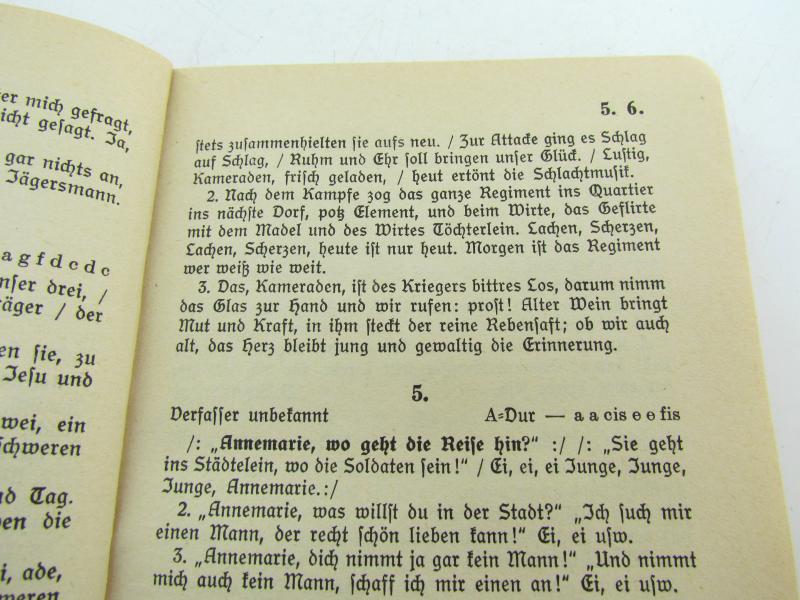 er mich gefragt,
icht gesagt. Ja,
gar nichts an,
Jägersmann.
a g f d c d c
nser drei, /
räger / der
en sie, zu
Jesu und
wei, ein
schweren
nd Tag.
ben die
i, ade,
5. 6.
stets zusammenhielten sie aufs neu. / Zur Attacke ging es Schlag
auf Schlag, / Ruhm und Ehr soll bringen unser Glück. / Lustig,
Kameraden, frisch geladen, / heut ertönt die Schlachtmusik.
2. Nach dem Kampfe zog das ganze Regiment ins Quartier
ins nächste Dorf, potz Element, und beim Wirte, das Geflirte
mit dem Madel und des Wirtes Töchterlein. Lachen, Scherzen,
Lachen, Scherzen, heute ist nur heut. Morgen ist das Regiment
wer weiß wie weit.
3. Das, Kameraden, ist des Kriegers bittres Los, darum nimm
das Glas zur Hand und wir rufen: prost! Alter Wein bringt
Mut und Kraft, in ihm steckt der reine Rebensaft; ob wir auch
alt, das Herz bleibt jung und gewaltig die Erinnerung.
5.
Verfasser unbekannt A=Dur — a a cis e e fis
/: „Annemarie, wo geht die Reise hin?“ :/ /: „Sie geht
ins Städtelein, wo die Soldaten sein!“ / Ei, ei, ei Junge, Junge,
Junge, Annemarie.:/
2. „Annemarie, was willst du in der Stadt?“ „Ich such mir
einen Mann, der recht schön lieben kann!“ Ei, ei usw.
3. „Annemarie, dich nimmt ja gar kein Mann!“ „Und nimmt
mich auch kein Mann, schaff ich mir einen an!“ Ei, ei usw.